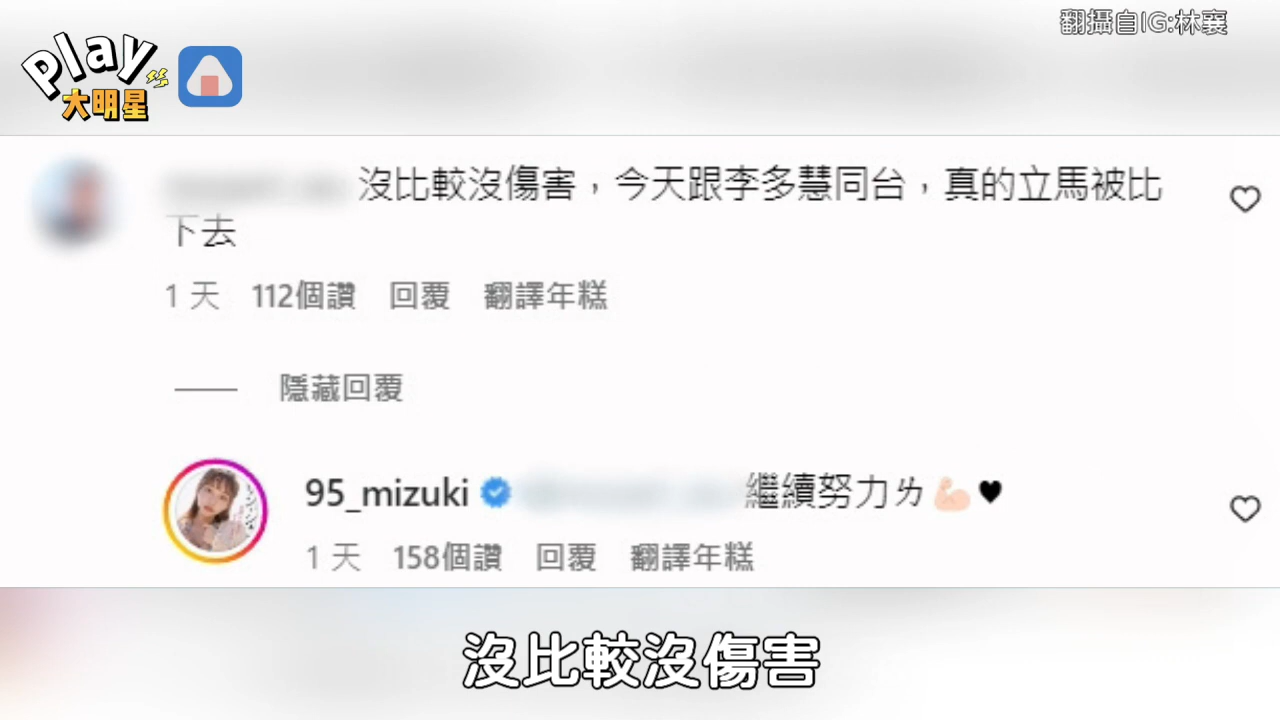 翻攝自IG:林襄
Play
大明星
沒比較沒傷害，今天跟李多慧同台，真的立馬被比
下去
1 天 112個讚 回覆 翻譯年糕
隱藏回覆
95_mizuki 繼續努力ㄌ💪🏻🖤
1 天 158個讚 回覆 翻譯年糕
沒比較沒傷害